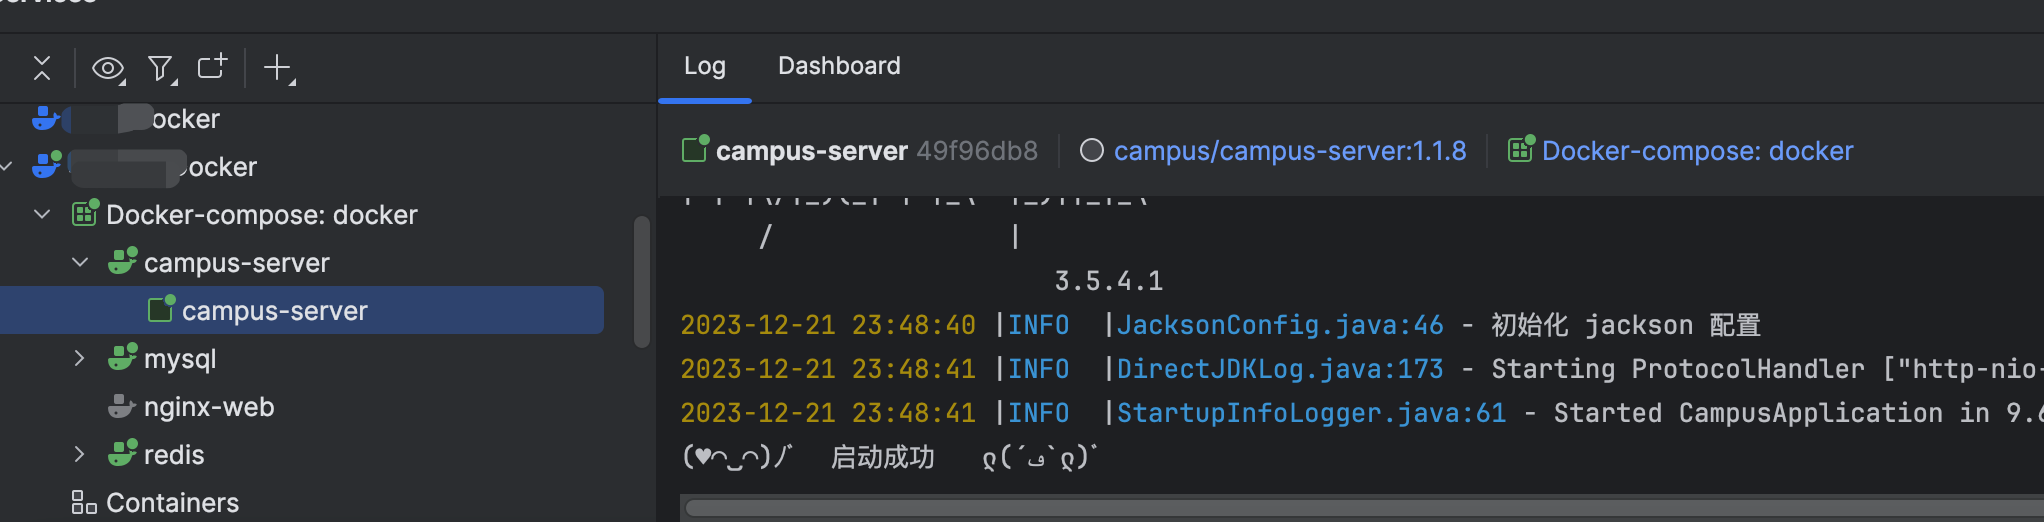 Log Dashboard
ocker
ocker
Docker-compose: docker
campus-server
campus-server
mysql
nginx-web
redis
Containers
campus-server 49f96db8 campus/campus-server:1.1.8 Docker-compose: docker
/ |
3.5.4.1
2023-12-21 23:48:40 |INFO |JacksonConfig.java:46 - 初始化 jackson 配置
2023-12-21 23:48:41 |INFO |DirectJDKLog.java:173 - Starting ProtocolHandler ["http-nio-
2023-12-21 23:48:41 |INFO |StartupInfoLogger.java:61 - Started CampusApplication in 9.6
(♥◠‿◠)ﾉﾞ 启动成功 ლ(´ڡ`ლ)ﾞ